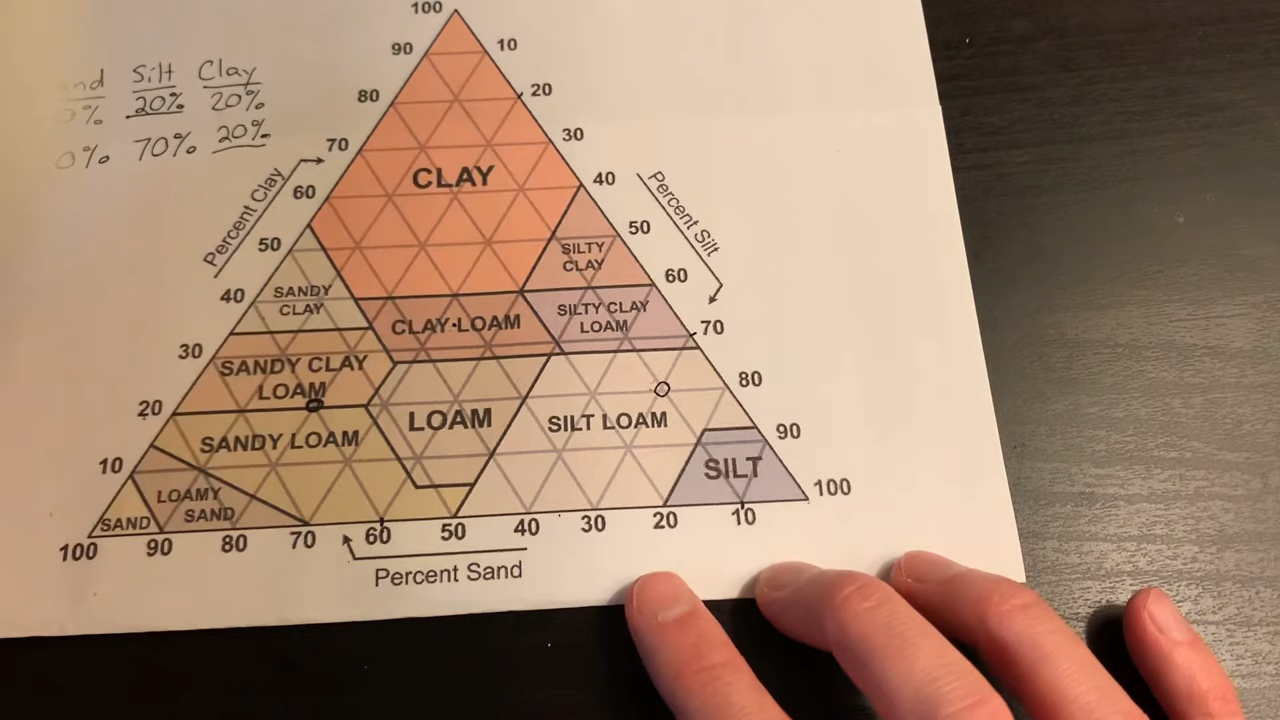 Silt Clay
20% 20%
70% 20%
100
90 10
80 20
70 30
60 40
50 50
40 60
30 70
20 80
10 90
100
Percent Clay
Percent Silt
CLAY
SILTY
CLAY
SANDY
CLAY
CLAY LOAM
SILTY CLAY
LOAM
SANDY CLAY
LOAM
LOAM
SILT LOAM
SANDY LOAM
SILT
LOAMY
SAND
SAND
100 90 80 70 60 50 40 30 20 10
Percent Sand